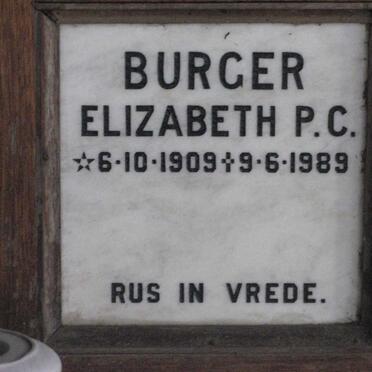 BURGER
ELIZABETH P.C.
☆6·10·1909✝9·6·1989
RUS IN VREDE.